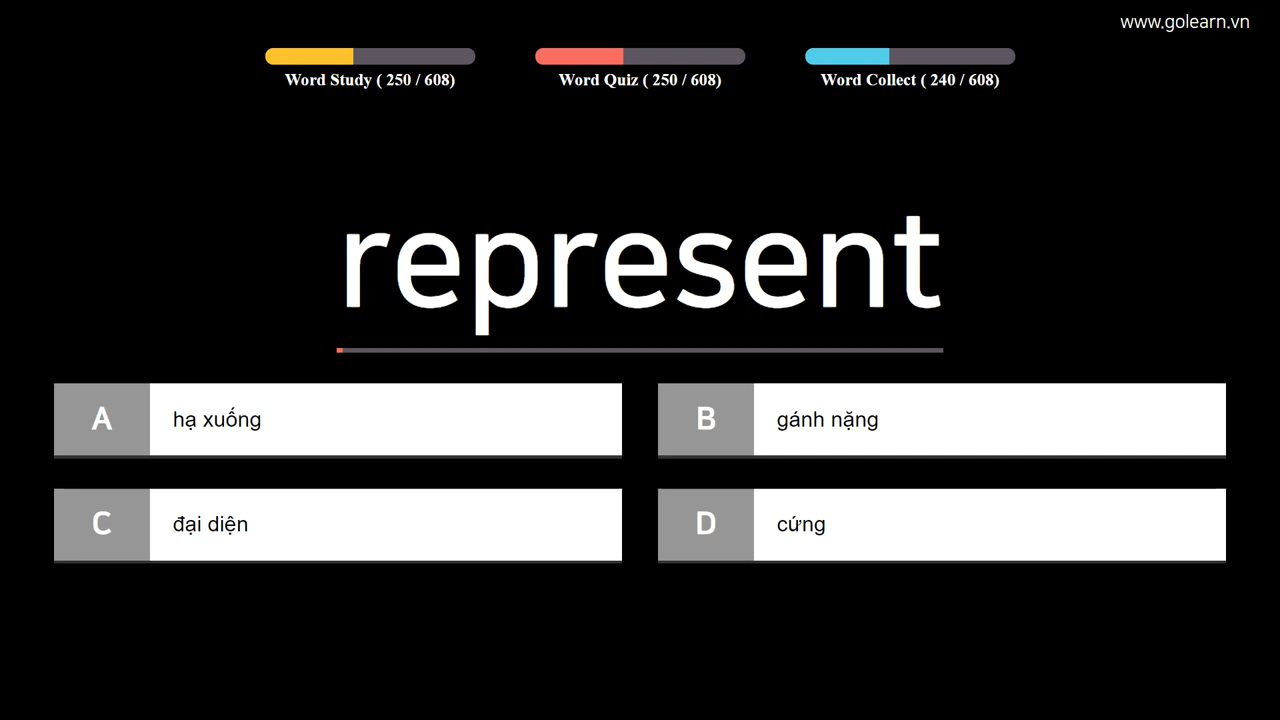 www.golearn.vn
Word Study ( 250 / 608)
Word Quiz ( 250 / 608)
Word Collect ( 240 / 608)
represent
A hạ xuống
B gánh nặng
C đại diện
D cứng